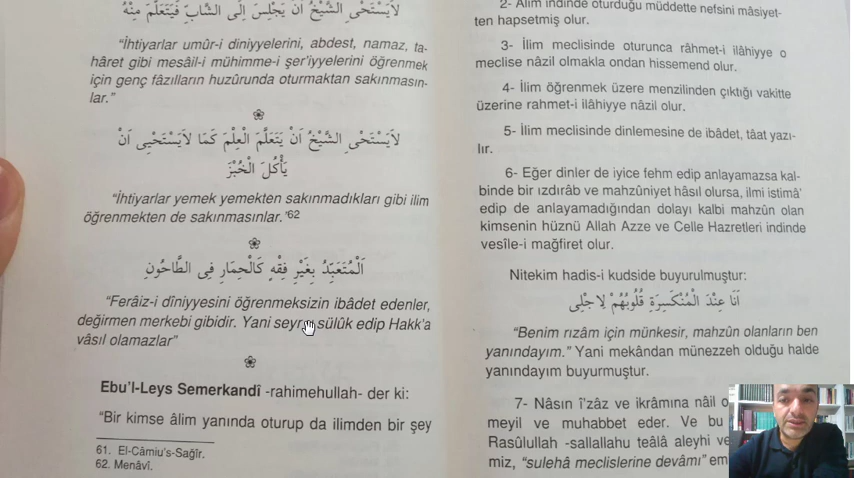 لاَيَسْتَحْىِ الشَّيْخُ اَنْ يَجْلِسَ اِلَى الشَّابِّ فَيَتَعَلَّمَ مِنْهُ
“İhtiyarlar umûr-i diniyyelerini, abdest, namaz, ta-
hâret gibi mesâil-i mühimme-i şer'iyyelerini öğrenmek
için genç fâzılların huzûrunda oturmaktan sakınmasın-
lar.”
لاَيَسْتَحْىِ الشَّيْخُ اَنْ يَتَعَلَّمَ الْعِلْمَ كَمَا لاَيَسْتَحْيِى اَنْ
يَأْكُلَ الْخُبْزَ
“İhtiyarlar yemek yemekten sakınmadıkları gibi ilim
öğrenmekten de sakınmasınlar.”62
اَلْمُتَعَبِّدُ بِغَيْرِ فِقْهٍ كَالْحِمَارِ فِى الطَّاحُونِ
“Ferâiz-i dîniyyesini öğrenmeksizin ibâdet edenler,
değirmen merkebi gibidir. Yani seyr sülûk edip Hakk'a
vâsıl olamazlar”
Ebu'l-Leys Semerkandî -rahimehullah- der ki:
“Bir kimse âlim yanında oturup da ilimden bir şey
61. El-Câmiu's-Sağîr.
62. Menâvî.
2- Âlim indinde oturduğu müddette nefsini mâsiyet-
ten hapsetmiş olur.
3- İlim meclisinde oturunca râhmet-i ilâhiyye o
meclise nâzil olmakla ondan hissemend olur.
4- İlim öğrenmek üzere menzilinden çıktığı vakitte
üzerine rahmet-i ilâhiyye nâzil olur.
5- İlim meclisinde dinlemesine de ibâdet, tâat yazı-
lır.
6- Eğer dinler de iyice fehm edip anlayamazsa kal-
binde bir ızdırâb ve mahzûniyet hâsıl olursa, ilmi istimâ'
edip de anlayamadığından dolayı kalbi mahzûn olan
kimsenin hüznü Allah Azze ve Celle Hazretleri indinde
vesîle-i mağfiret olur.
Nitekim hadis-i kudside buyurulmuştur:
اَنَا عِنْدَ الْمُنْكَسِرَةِ قُلُوبُهُمْ لِاَجْلِى
“Benim rızâm için münkesir, mahzûn olanların ben
yanındayım.” Yani mekândan münezzeh olduğu halde
yanındayım buyurmuştur.
7- Nâsın î'zâz ve ikrâmına nâil o
meyil ve muhabbet eder. Ve bu
Rasûlullah -sallallahu teâlâ aleyhi ve
miz, “sulehâ meclislerine devâmı” em